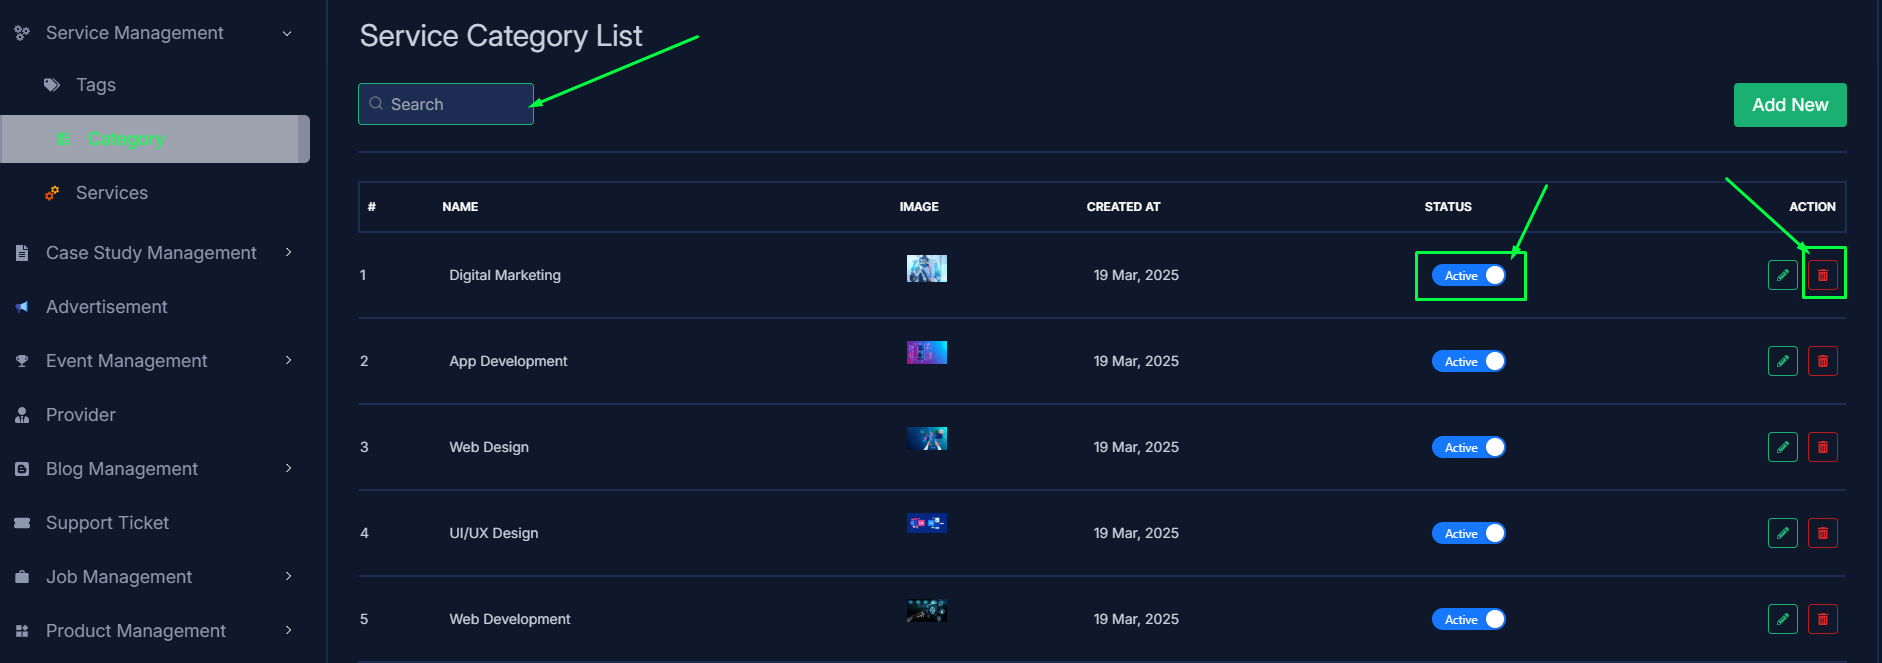 Service Management
Tags
Category
Services
Case Study Management
Advertisement
Event Management
Provider
Blog Management
Support Ticket
Job Management
Product Management
Service Category List
Search
Add New
# NAME IMAGE CREATED AT STATUS ACTION
1 Digital Marketing 19 Mar, 2025 Active
2 App Development 19 Mar, 2025 Active
3 Web Design 19 Mar, 2025 Active
4 UI/UX Design 19 Mar, 2025 Active
5 Web Development 19 Mar, 2025 Active